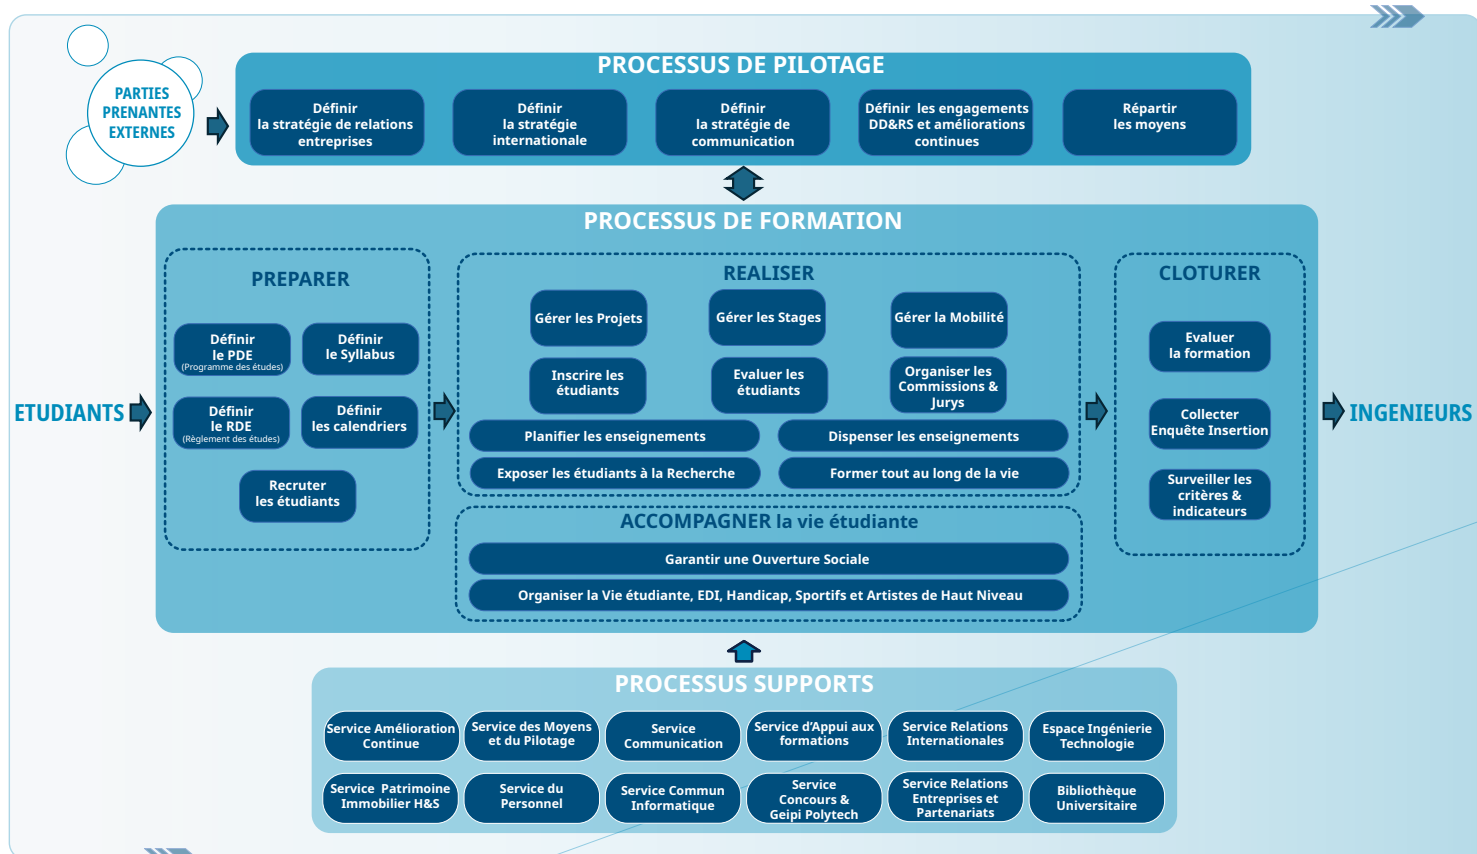 PARTIES
PRENANTES
EXTERNES
PROCESSUS DE PILOTAGE
Définir
la stratégie de relations
entreprises
Définir
la stratégie
internationale
Définir
la stratégie de
communication
Définir les engagements
DD&RS et améliorations
continues
Répartir
les moyens
PROCESSUS DE FORMATION
ETUDIANTS
PREPARER
Définir
le PDE
(Programme des études)
Définir
le Syllabus
Définir
le RDE
(Règlement des études)
Définir
les calendriers
Recruter
les étudiants
REALISER
Gérer les Projets
Gérer les Stages
Gérer la Mobilité
Inscrire les
étudiants
Evaluer les
étudiants
Organiser les
Commissions &
Jurys
Planifier les enseignements
Dispenser les enseignements
Exposer les étudiants à la Recherche
Former tout au long de la vie
ACCOMPAGNER la vie étudiante
Garantir une Ouverture Sociale
Organiser la Vie étudiante, EDI, Handicap, Sportifs et Artistes de Haut Niveau
CLOTURER
Evaluer
la formation
Collecter
Enquête Insertion
Surveiller les
critères &
indicateurs
INGENIEURS
PROCESSUS SUPPORTS
Service Amélioration
Continue
Service des Moyens
et du Pilotage
Service
Communication
Service d'Appui aux
formations
Service Relations
Internationales
Espace Ingénierie
Technologie
Service Patrimoine
Immobilier H&S
Service du
Personnel
Service Commun
Informatique
Service
Concours &
Geipi Polytech
Service Relations
Entreprises et
Partenariats
Bibliothèque
Universitaire